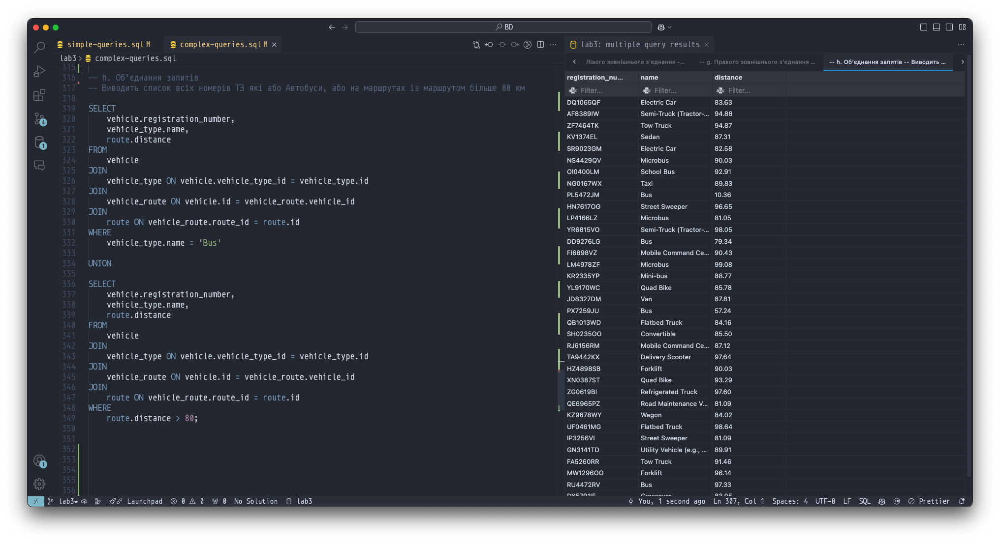 BD
simple-queries.sql M
complex-queries.sql M
lab3: multiple query results
lab3 > complex-queries.sql
315
316 -- h. Об’єднання запитів
317 -- Виводить список всіх номерів ТЗ які або Автобуси, або на маршрутах із маршрутом більше 80 км
318
319 SELECT
320 vehicle.registration_number,
321 vehicle_type.name,
322 route.distance
323 FROM
324 vehicle
325 JOIN
326 vehicle_type ON vehicle.vehicle_type_id = vehicle_type.id
327 JOIN
328 vehicle_route ON vehicle.id = vehicle_route.vehicle_id
329 JOIN
330 route ON vehicle_route.route_id = route.id
331 WHERE
332 vehicle_type.name = 'Bus'
333
334 UNION
335
336 SELECT
337 vehicle.registration_number,
338 vehicle_type.name,
339 route.distance
340 FROM
341 vehicle
342 JOIN
343 vehicle_type ON vehicle.vehicle_type_id = vehicle_type.id
344 JOIN
345 vehicle_route ON vehicle.id = vehicle_route.vehicle_id
346 JOIN
347 route ON vehicle_route.route_id = route.id
348 WHERE
349 route.distance > 80;
350
351
352
353
354
355
356
6
1
1
Лівого зовнішнього з’єднання -...
-- g. Правого зовнішнього з’єднання ...
-- h. Об’єднання запитів -- Виводить ...
registration_nu... name distance
Filter... Filter... Filter...
DQ1065QF Electric Car 83.63
AF8389IW Semi-Truck (Tractor-... 94.88
ZF7464TK Tow Truck 94.87
KV1374EL Sedan 87.31
SR9023GM Electric Car 82.58
NS4429QV Microbus 90.03
OI0400LM School Bus 92.91
NG0167WX Taxi 89.83
PL5472JM Bus 10.36
HN7617OG Street Sweeper 96.65
LP4166LZ Microbus 81.05
YR6815VO Semi-Truck (Tractor-... 98.05
DD9276LG Bus 79.34
FI6898VZ Mobile Command Ce... 90.43
LM4978ZF Microbus 99.08
KR2335YP Mini-bus 88.77
YL9170WC Quad Bike 85.78
JD8327DM Van 87.81
PX7259JU Bus 57.24
QB1013WD Flatbed Truck 84.16
SH0235OO Convertible 85.50
RJ6156RM Mobile Command Ce... 87.12
TA9442KX Delivery Scooter 97.64
HZ4898SB Forklift 90.03
XN0387ST Quad Bike 93.29
ZG0619BI Refrigerated Truck 97.60
QE6965PZ Road Maintenance V... 81.09
KZ9678WY Wagon 84.02
UF0461MG Flatbed Truck 98.64
IP3256VI Street Sweeper 81.09
GN3141TD Utility Vehicle (e.g., ... 89.91
FA5260RR Tow Truck 91.46
MW1296OO Forklift 96.14
RU4472RV Bus 97.33
lab3* Launchpad 0 0 0 No Solution lab3
You, 1 second ago Ln 307, Col 1 Spaces: 4 UTF-8 LF SQL Prettier